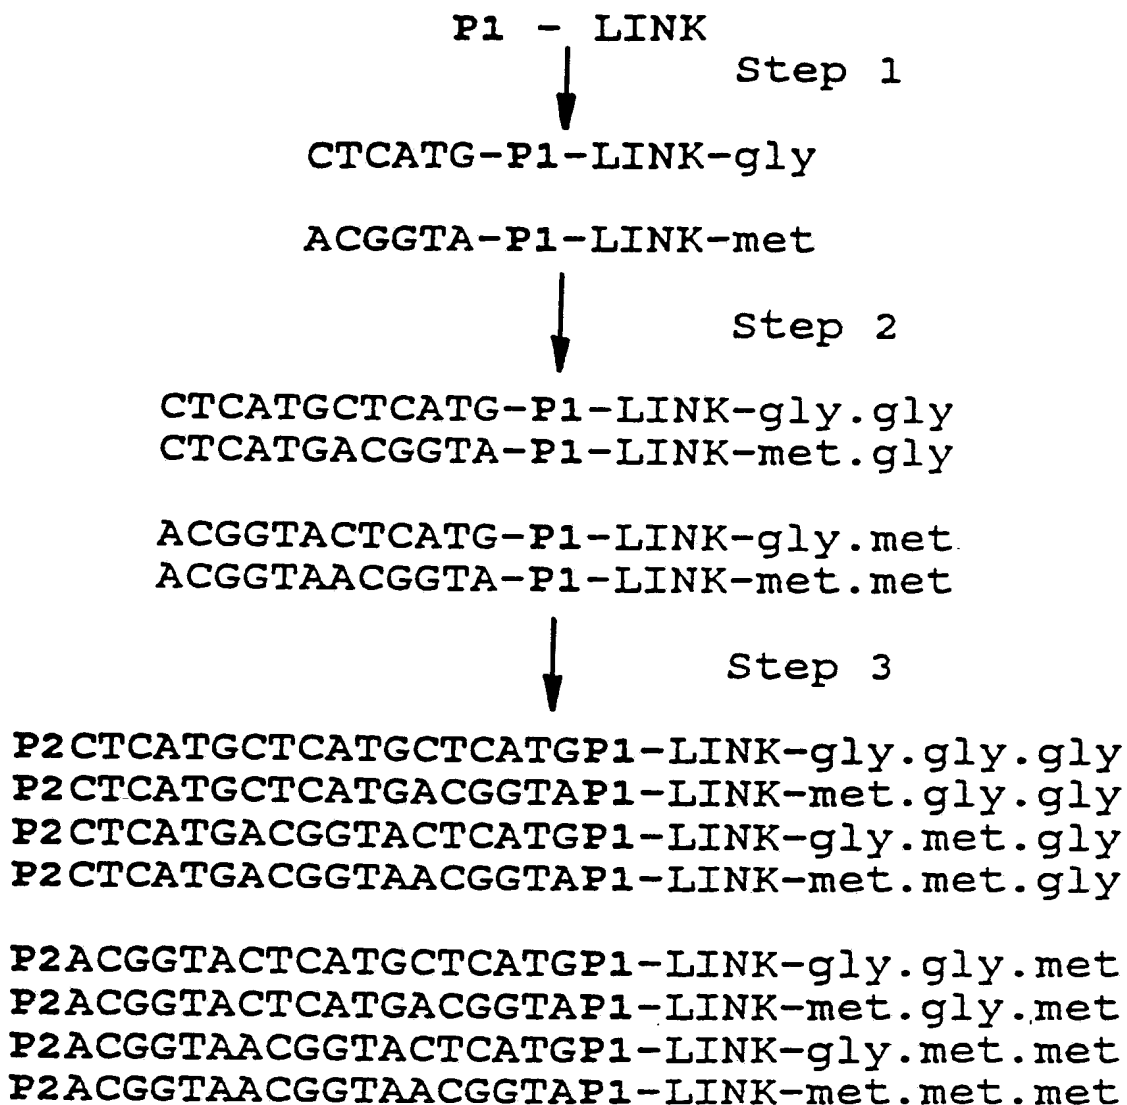 P1 - LINK
Step 1
CTCATG-P1-LINK-gly
ACGGTA-P1-LINK-met
Step 2
CTCATGCTCATG-P1-LINK-gly.gly
CTCATGACGGTA-P1-LINK-met.gly
ACGGTACTCATG-P1-LINK-gly.met
ACGGTAACGGTA-P1-LINK-met.met
Step 3
P2CTCATGCTCATGCTCATGP1-LINK-gly.gly.gly
P2CTCATGCTCATGACGGTAP1-LINK-met.gly.gly
P2CTCATGACGGTACTCATGP1-LINK-gly.met.gly
P2CTCATGACGGTAACGGTAP1-LINK-met.met.gly
P2ACGGTACTCATGCTCATGP1-LINK-gly.gly.met
P2ACGGTACTCATGACGGTAP1-LINK-met.gly.met
P2ACGGTAACGGTACTCATGP1-LINK-gly.met.met
P2ACGGTAACGGTAACGGTAP1-LINK-met.met.met